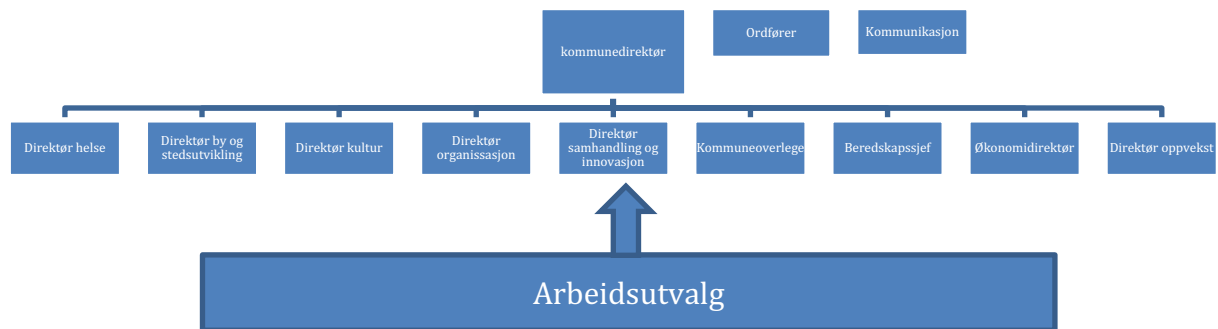 kommunedirektør
Ordfører
Kommunikasjon
Direktør helse
Direktør by og
stedsutvikling
Direktør kultur
Direktør
organissasjon
Direktør
samhandling og
innovasjon
Kommuneoverlege
Beredskapssjef
Økonomidirektør
Direktør oppvekst
Arbeidsutvalg